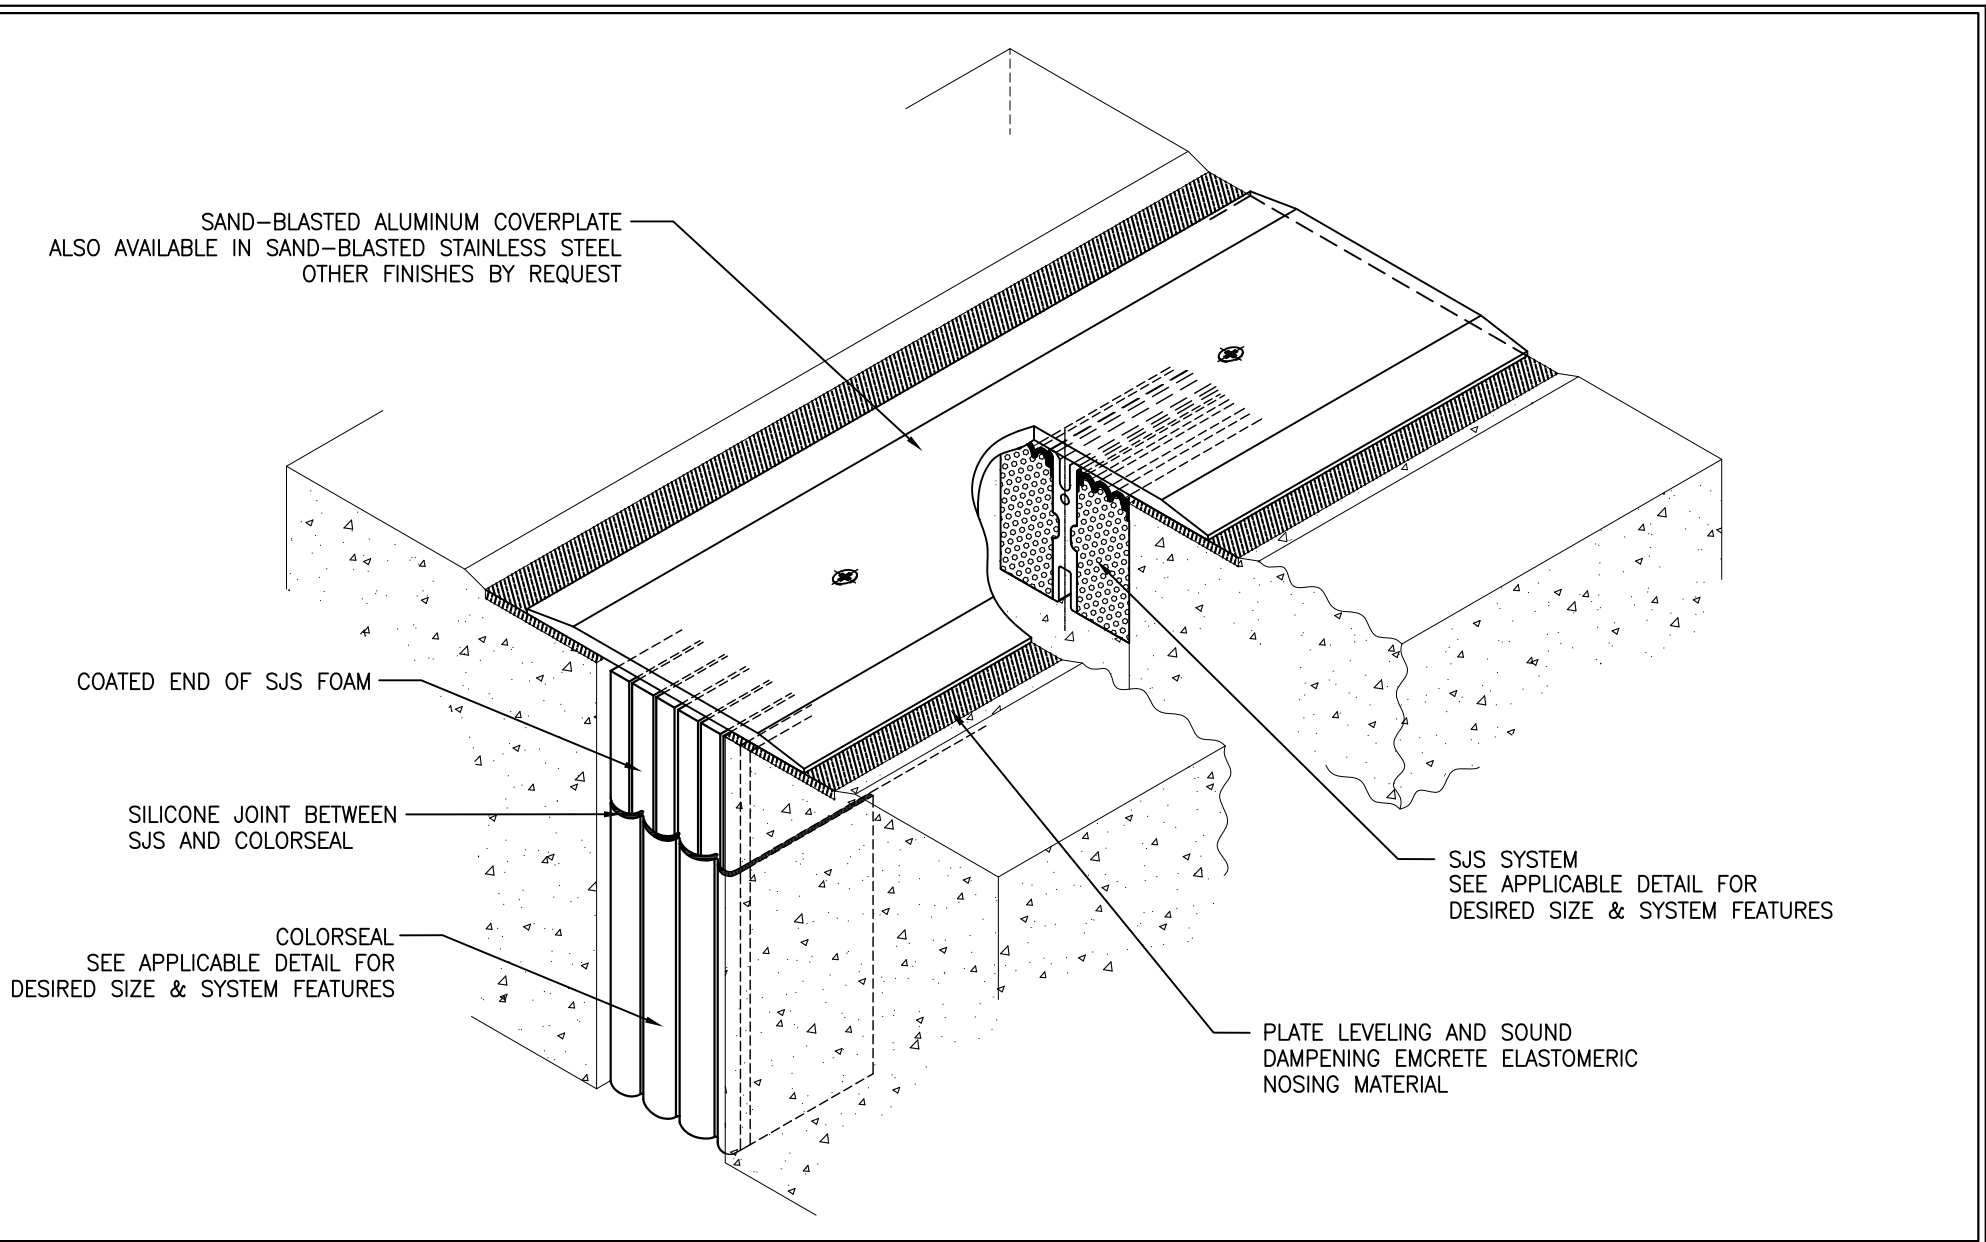 SAND-BLASTED ALUMINUM COVERPLATE
ALSO AVAILABLE IN SAND-BLASTED STAINLESS STEEL
OTHER FINISHES BY REQUEST
COATED END OF SJS FOAM
SILICONE JOINT BETWEEN
SJS AND COLORSEAL
COLORSEAL
SEE APPLICABLE DETAIL FOR
DESIRED SIZE & SYSTEM FEATURES
SJS SYSTEM
SEE APPLICABLE DETAIL FOR
DESIRED SIZE & SYSTEM FEATURES
PLATE LEVELING AND SOUND
DAMPENING EMCRETE ELASTOMERIC
NOSING MATERIAL